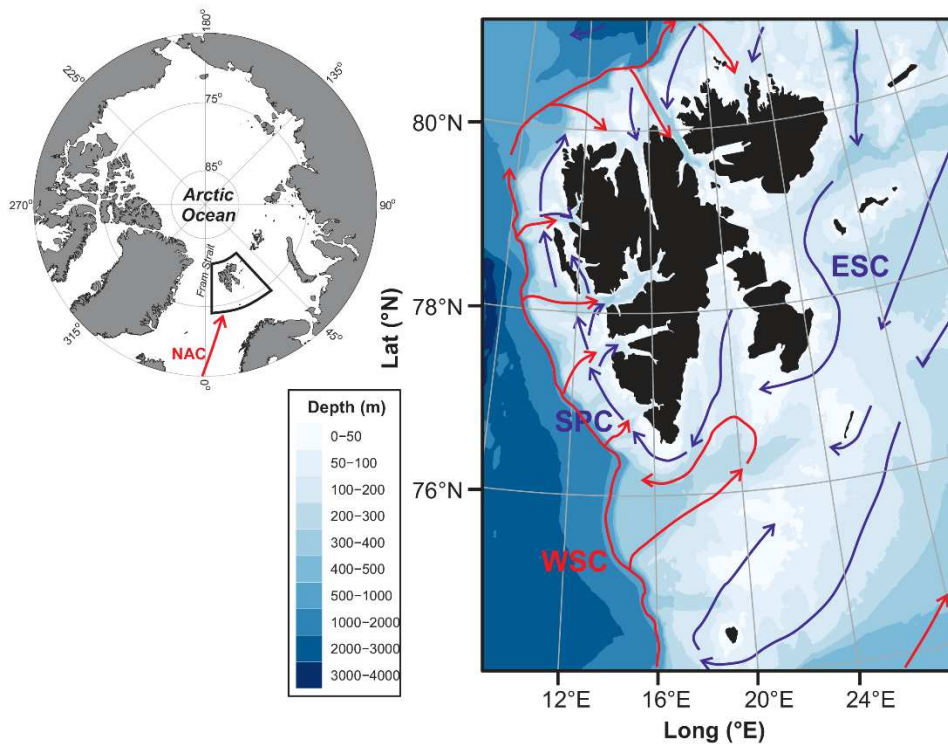 180°
225°
135°
75°
85°
Arctic
Ocean
270°
90°
Fram Strait
315°
45°
NAC
0°
Depth (m)
0-50
50-100
100-200
200-300
300-400
400-500
500-1000
1000-2000
2000-3000
3000-4000
80°N
78°N
76°N
Lat (°N)
ESC
SPC
WSC
12°E
16°E
20°E
24°E
Long (°E)